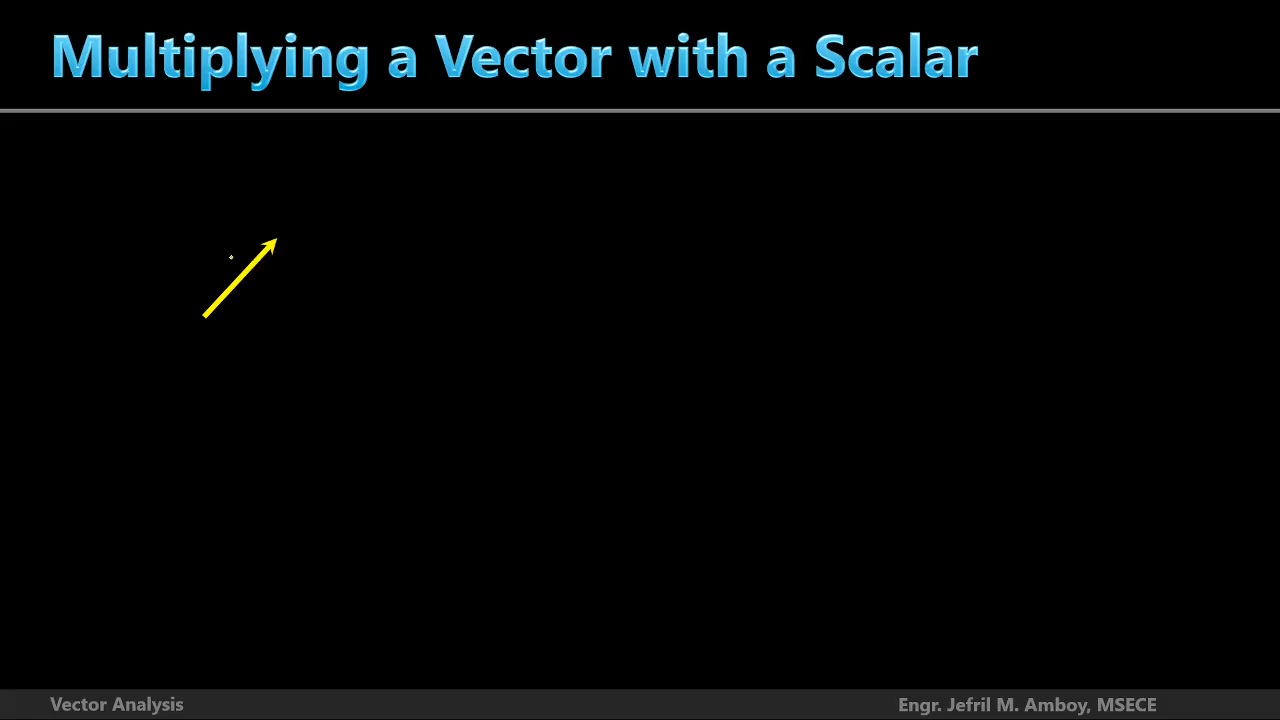 Multiplying a Vector with a Scalar
Vector Analysis
Engr. Jefril M. Amboy, MSECE